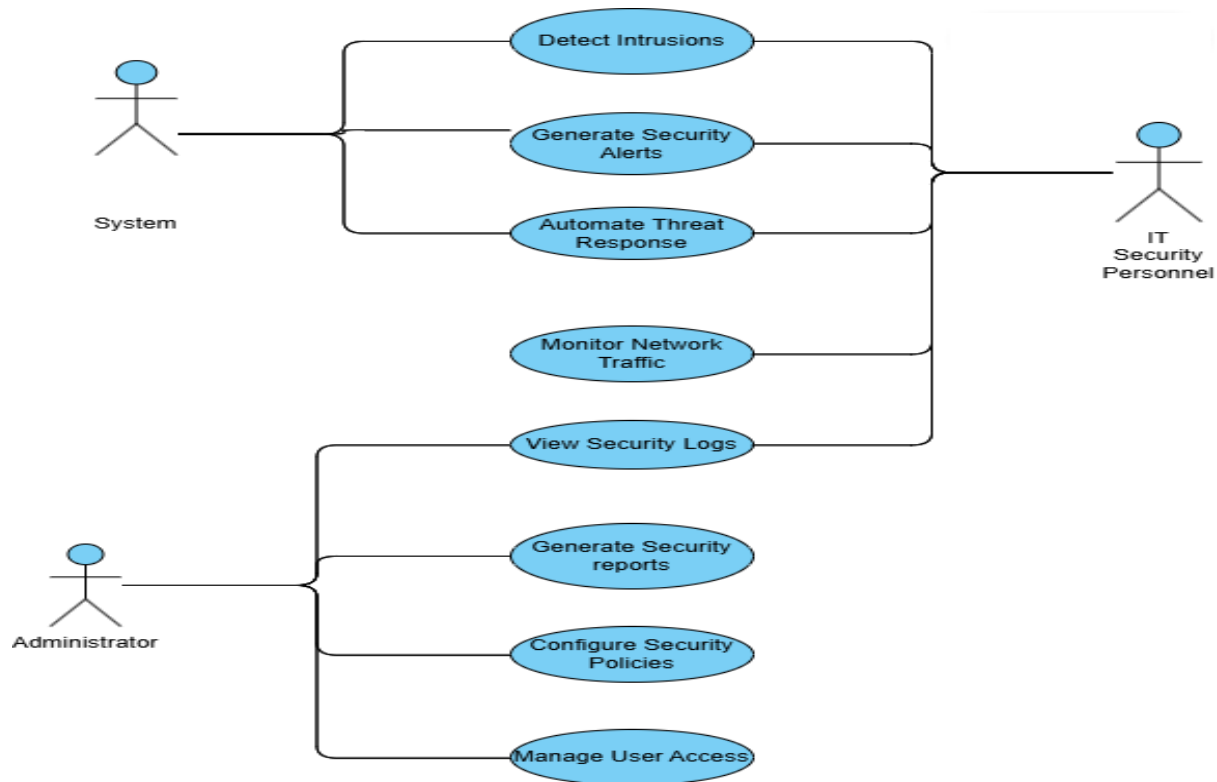 Detect Intrusions
Generate Security
Alerts
System
Automate Threat
Response
IT
Security
Personnel
Monitor Network
Traffic
View Security Logs
Generate Security
reports
Administrator
Configure Security
Policies
Manage User Access